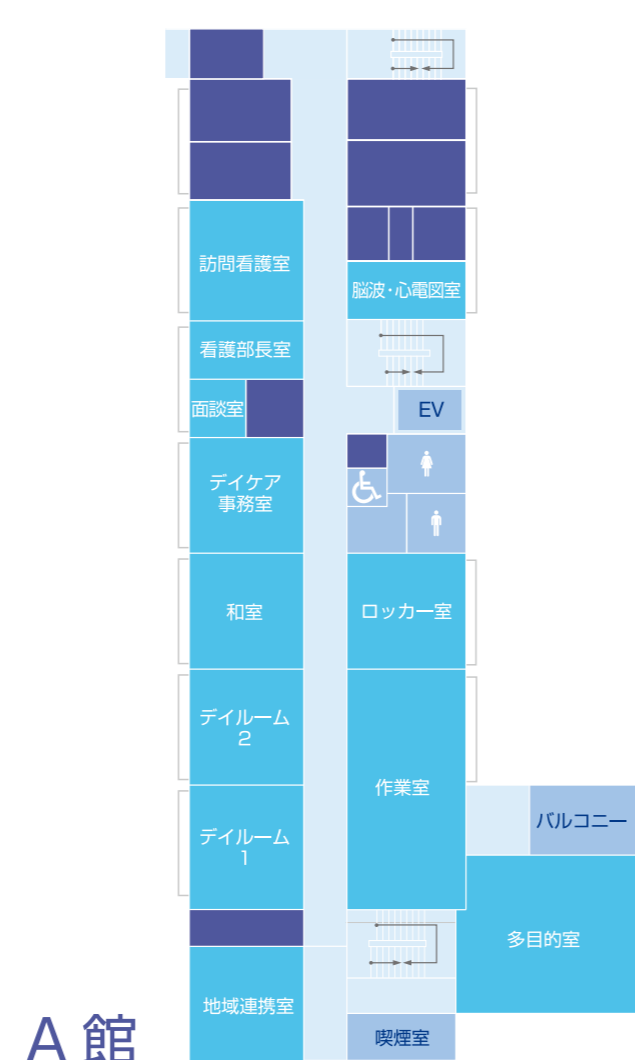 訪問看護室
脳波・心電図室
看護部長室
面談室
EV
デイケア
事務室
和室
ロッカー室
デイルーム
2
作業室
デイルーム
1
バルコニー
多目的室
地域連携室
喫煙室
A 館